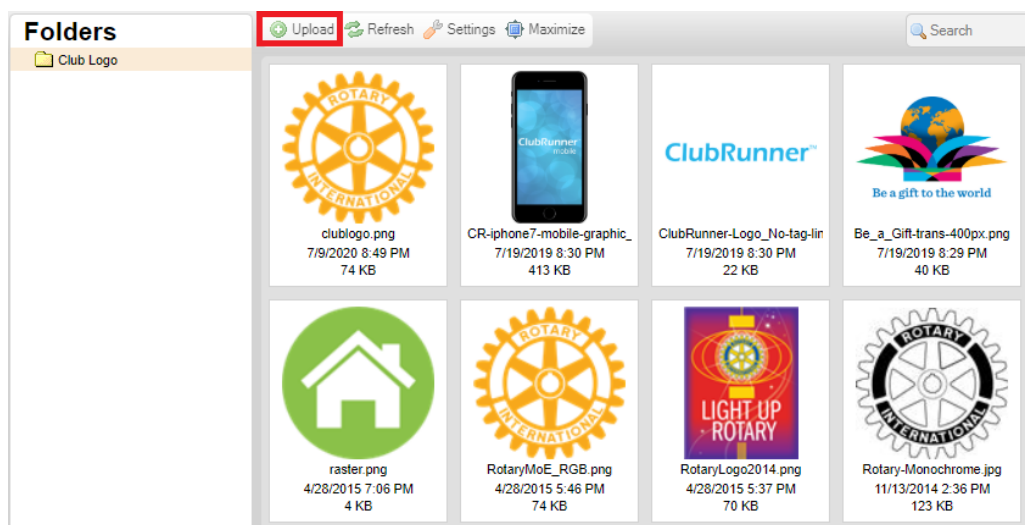 Folders
Club Logo
Upload Refresh Settings Maximize
Search
ROTARY
INTERNATIONAL
ClubRunner
mobile
ClubRunner™
Be a gift to the world
clublogo.png
7/9/2020 8:49 PM
74 KB
CR-iphone7-mobile-graphic_
7/19/2019 8:30 PM
413 KB
ClubRunner-Logo_No-tag-lin
7/19/2019 8:30 PM
22 KB
Be_a_Gift-trans-400px.png
7/19/2019 8:29 PM
40 KB
ROTARY
INTERNATIONAL
LIGHT UP
ROTARY
ROTARY
INTERNATIONAL
raster.png
4/28/2015 7:06 PM
4 KB
RotaryMoE_RGB.png
4/28/2015 5:46 PM
74 KB
RotaryLogo2014.png
4/28/2015 5:37 PM
70 KB
Rotary-Monochrome.jpg
11/13/2014 2:36 PM
123 KB